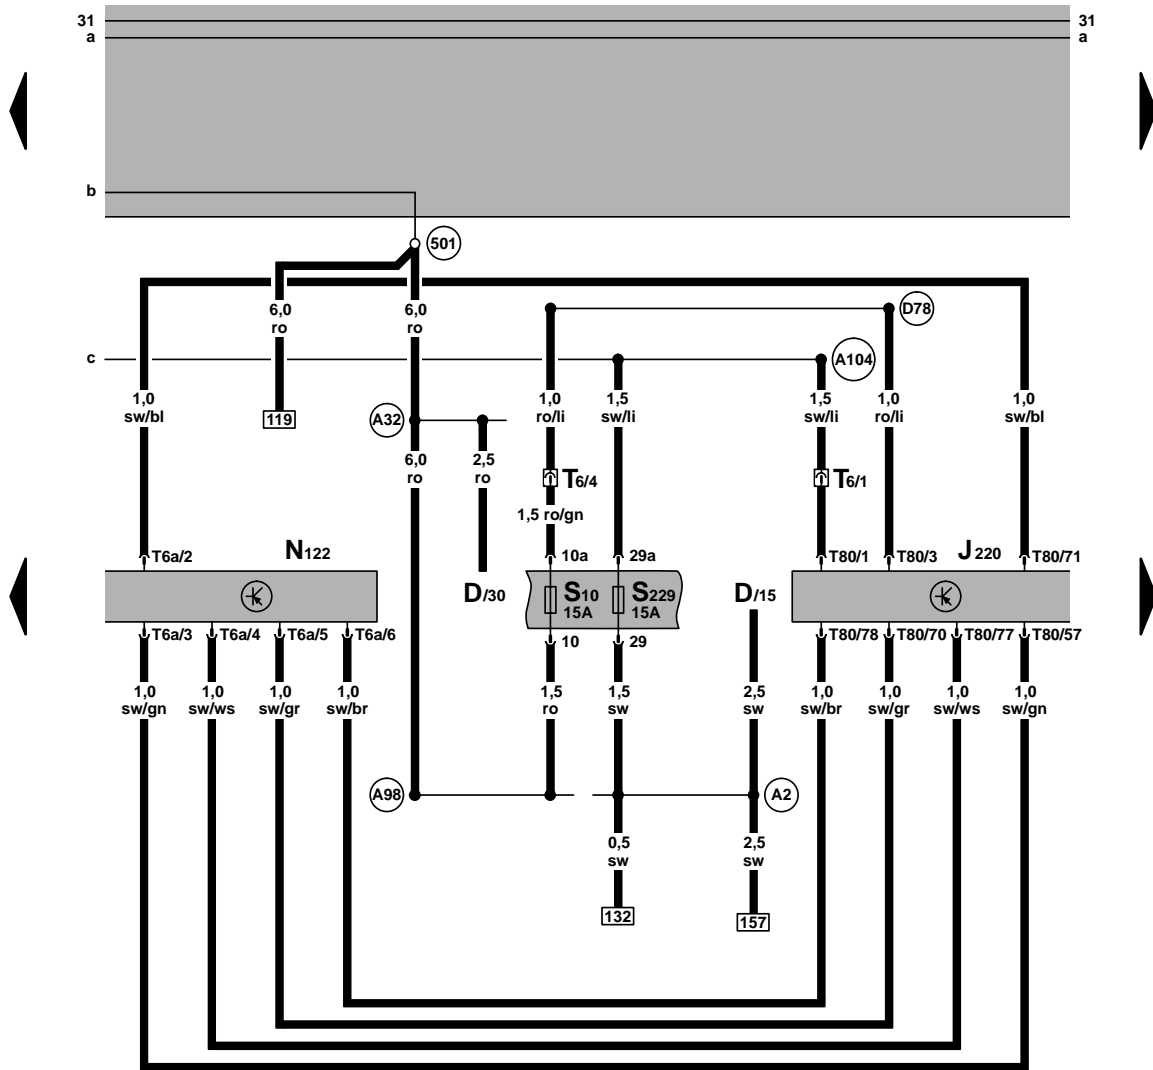 31 31
a a
b
501
6,0
ro
6,0
ro
D78
c
A104
1,0
sw/bl
119
A32
1,0
ro/li
1,5
sw/li
1,5
sw/li
1,0
ro/li
1,0
sw/bl
6,0
ro
2,5
ro
T6/4
T6/1
1,5 ro/gn
T6a/2
N122
10a
29a
T80/1
T80/3
J220
T80/71
D/30
S10
15A
S229
15A
D/15
T6a/3
T6a/4
T6a/5
T6a/6
10
29
T80/78
T80/70
T80/77
T80/57
1,0
sw/gn
1,0
sw/ws
1,0
sw/gr
1,0
sw/br
1,5
ro
1,5
sw
2,5
sw
1,0
sw/br
1,0
sw/gr
1,0
sw/ws
1,0
sw/gn
A98
A2
0,5
sw
2,5
sw
132
157